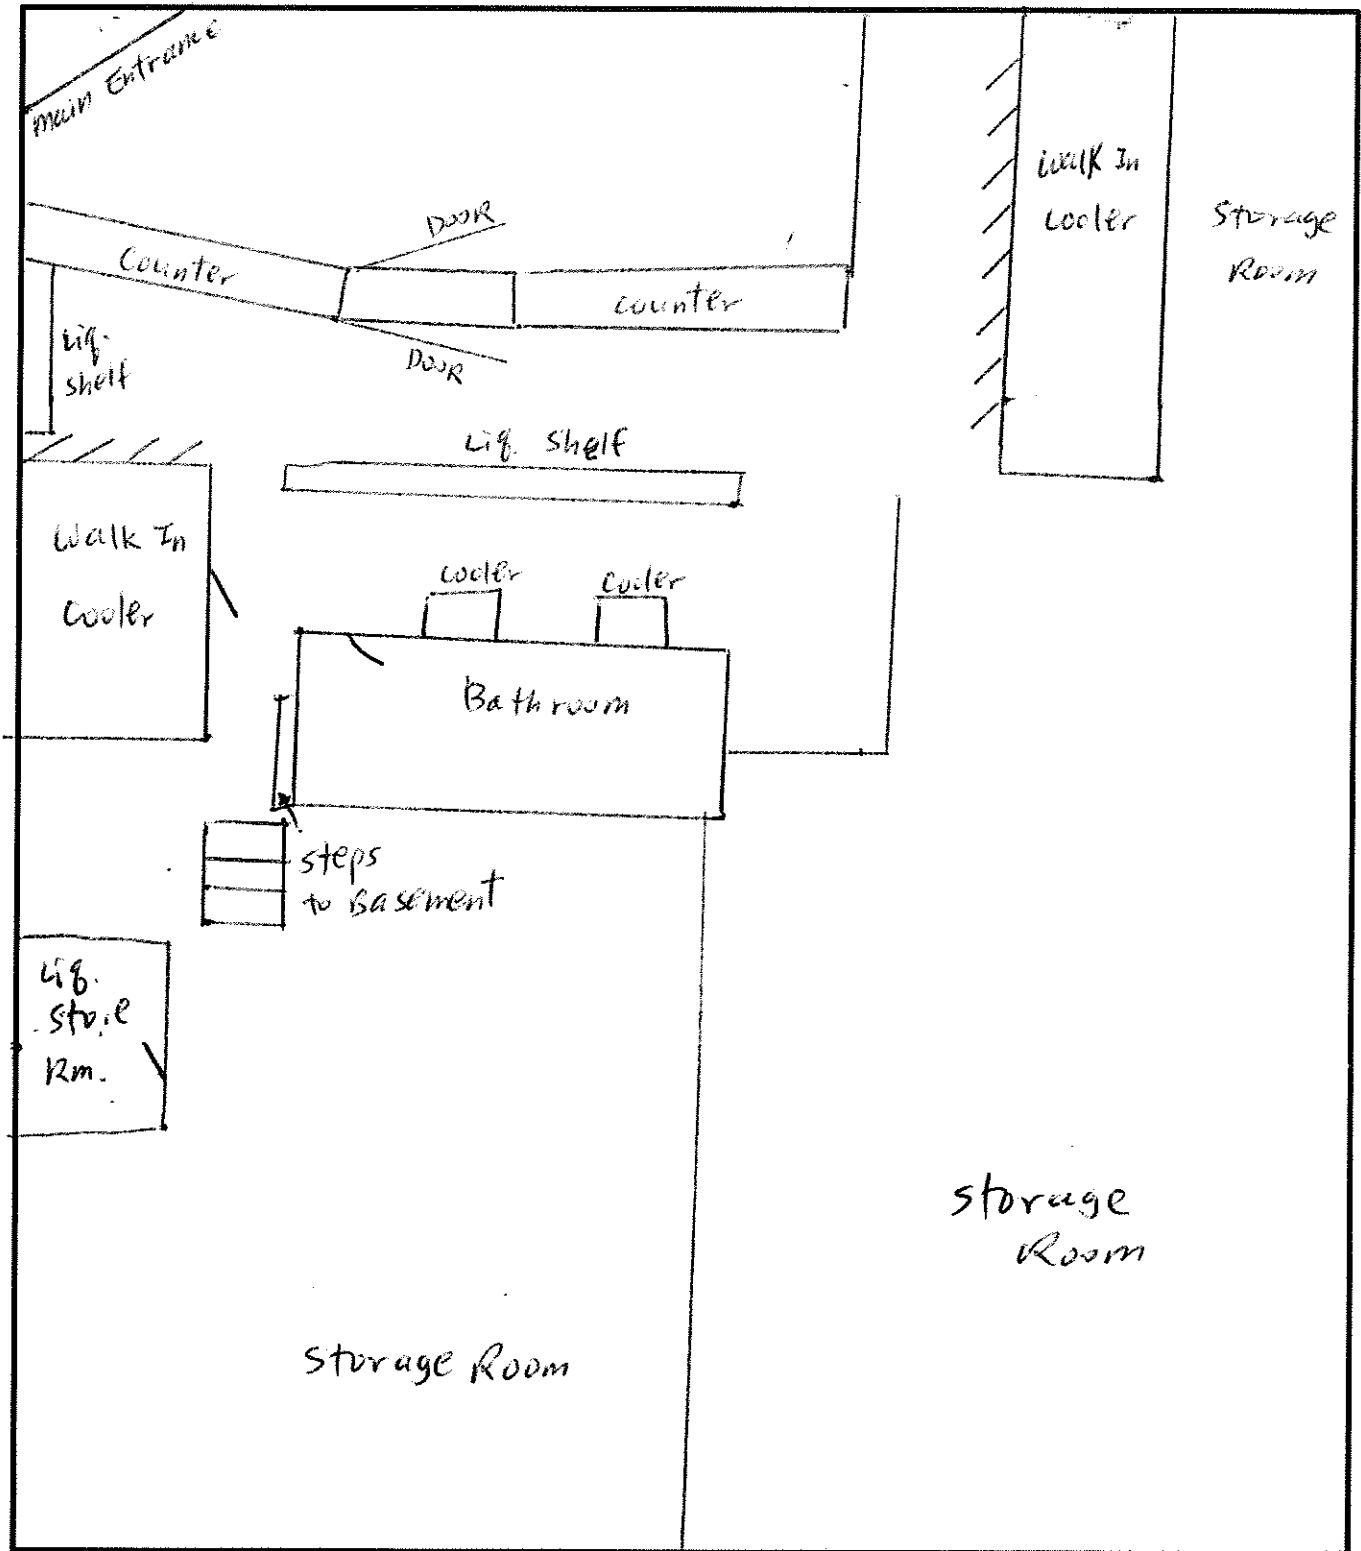 Main Entrance
Walk In
Cooler
Storage
Room
DOOR
Counter
Counter
Liq.
Shelf
DOOR
Liq. Shelf
Walk In
Cooler
Cooler
Cooler
Bathroom
Steps
to Basement
Liq.
Store
Rm.
Storage
Room
Storage Room